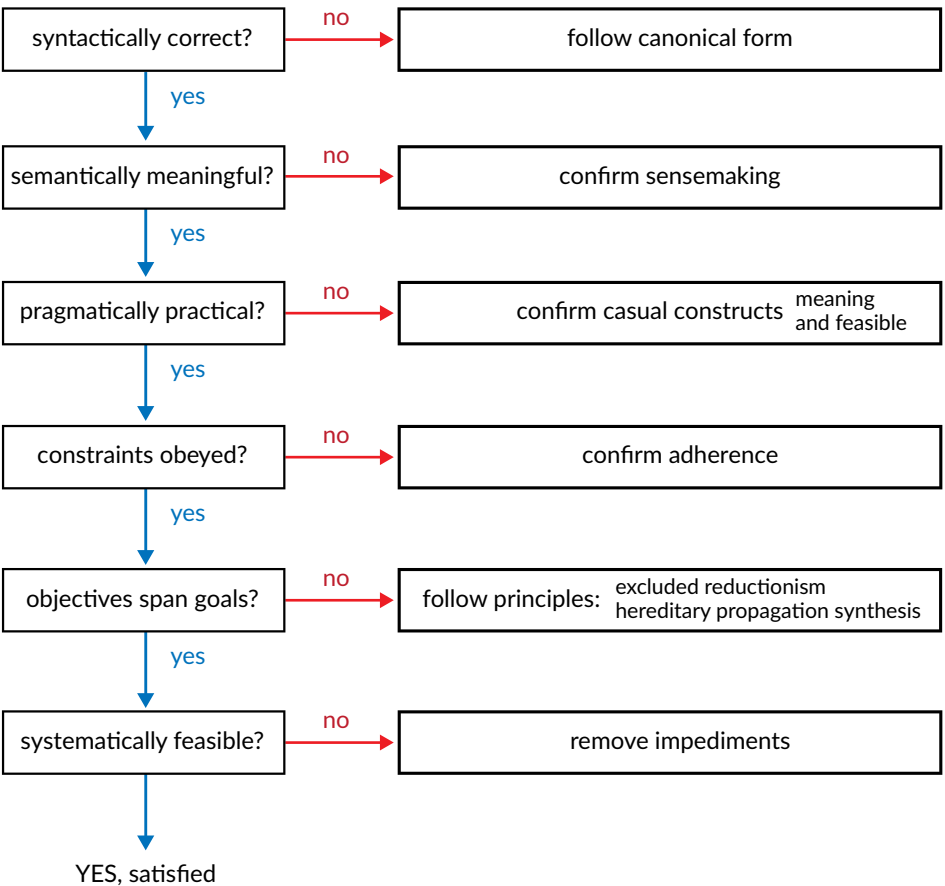 syntactically correct?
no
follow canonical form
yes
semantically meaningful?
no
confirm sensemaking
yes
pragmatically practical?
no
confirm casual constructs
meaning
and feasible
yes
constraints obeyed?
no
confirm adherence
yes
objectives span goals?
no
follow principles:
excluded reductionism
hereditary propagation synthesis
yes
systematically feasible?
no
remove impediments
YES, satisfied